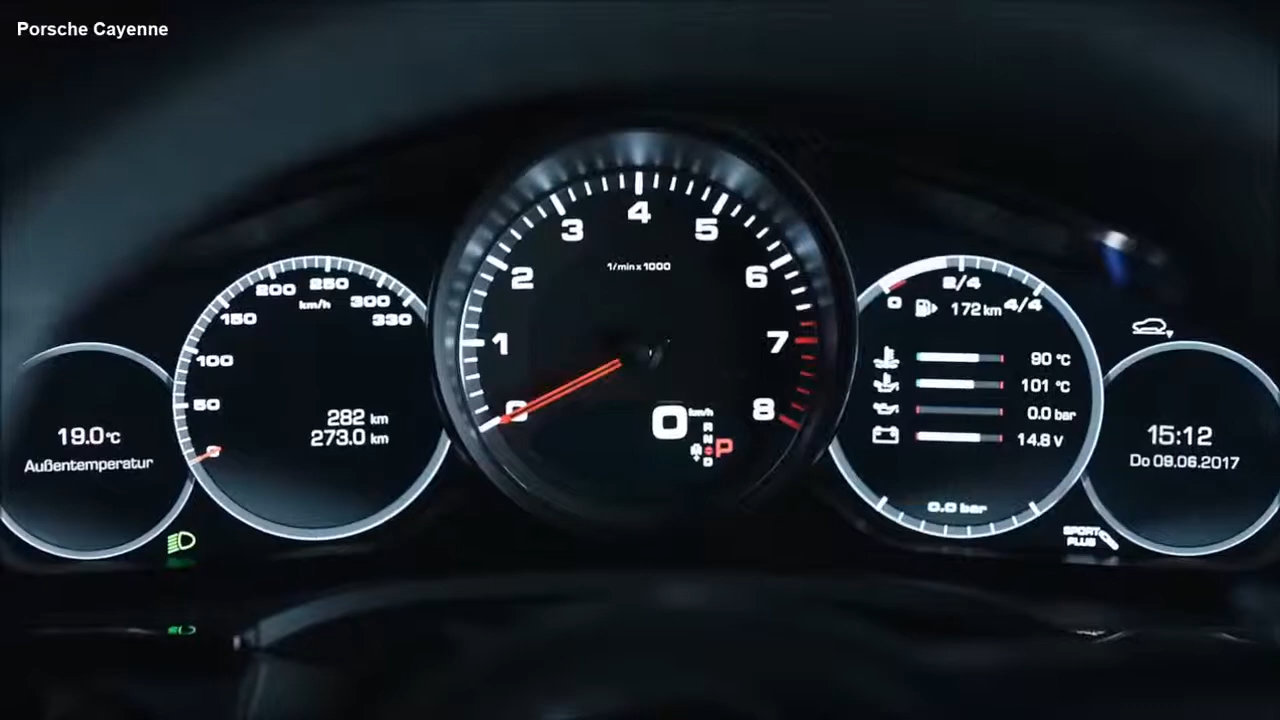 Porsche Cayenne
19.0 °C
Außentemperatur
0
50
100
150
200
250
300
330
km/h
282 km
273.0 km
0
1
2
3
4
5
6
7
8
1/min x 1000
0 km/h
R
N
D
P
0
2/4
4/4
172 km
90 °C
101 °C
0.0 bar
14.8 V
0.0 bar
SPORT
PLUS
15:12
Do 09.06.2017